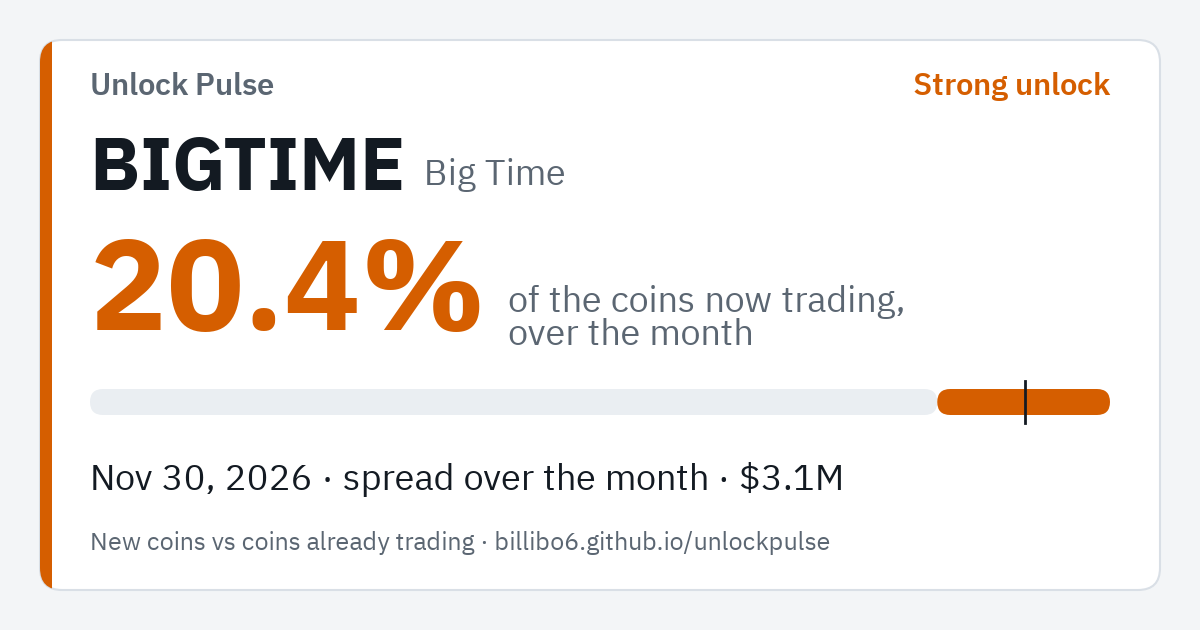 Unlock Pulse
Strong unlock
BIGTIME Big Time
20.4% of the coins now trading,
over the month
Nov 30, 2026 · spread over the month · $3.1M
New coins vs coins already trading · billibo6.github.io/unlockpulse